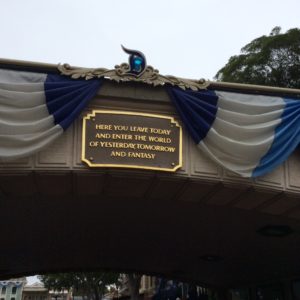 D
HERE YOU LEAVE TODAY
AND ENTER THE WORLD
OF YESTERDAY, TOMORROW
AND FANTASY